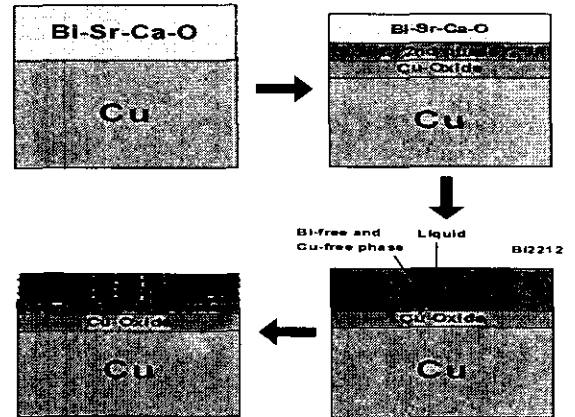 Bi-Sr-Ca-O
Cu
Bi-Sr-Ca-O
Cu-Oxide
Cu
Bi-free and
Cu-free phase
Liquid
Bi2212
Cu-Oxide
Cu
Cu-Oxide
Cu